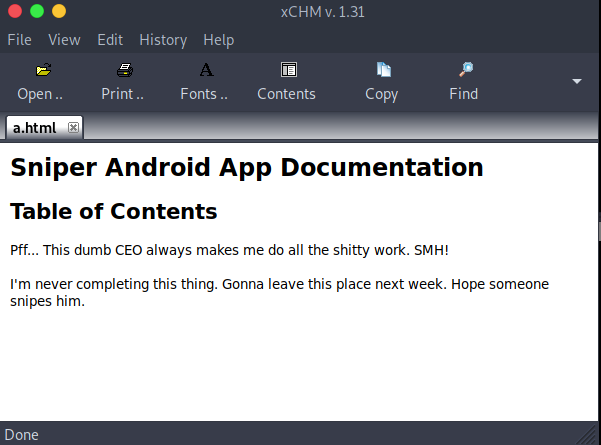 xCHM v. 1.31
File View Edit History Help
Open .. Print .. Fonts .. Contents Copy Find
a.html
Sniper Android App Documentation
Table of Contents
Pff... This dumb CEO always makes me do all the shitty work. SMH!
I'm never completing this thing. Gonna leave this place next week. Hope someone
snipes him.
Done